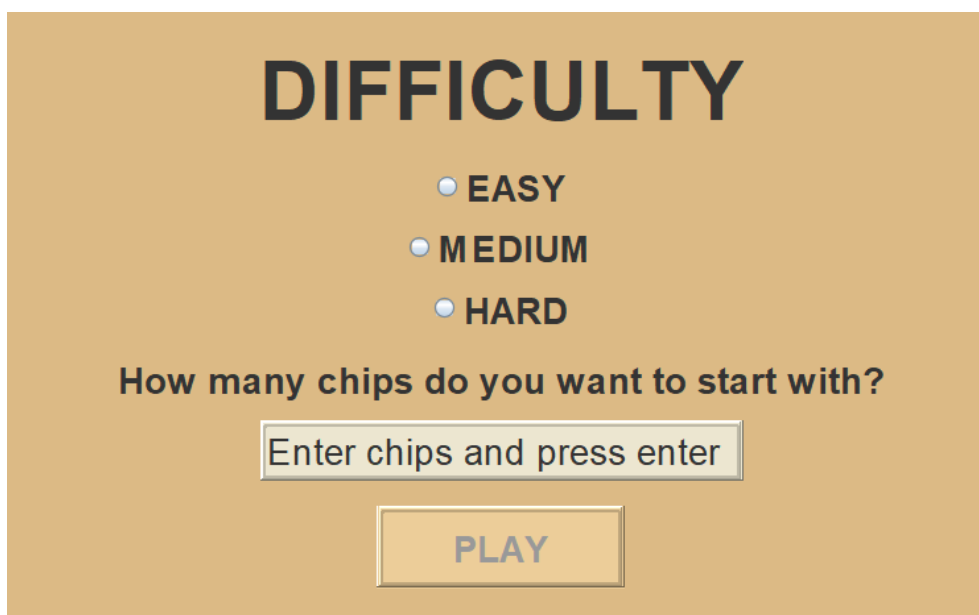 DIFFICULTY
EASY
MEDIUM
HARD
How many chips do you want to start with?
Enter chips and press enter
PLAY